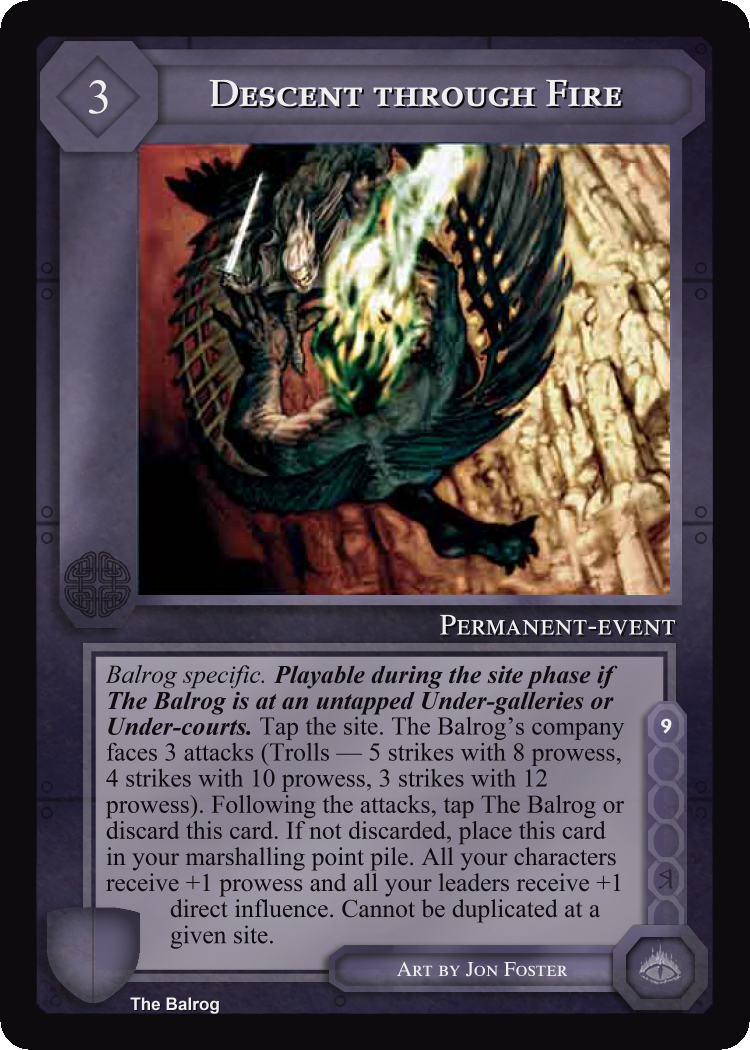 3
Descent through Fire
Permanent-event
Balrog specific. Playable during the site phase if
The Balrog is at an untapped Under-galleries or
Under-courts. Tap the site. The Balrog’s company
faces 3 attacks (Trolls — 5 strikes with 8 prowess,
4 strikes with 10 prowess, 3 strikes with 12
prowess). Following the attacks, tap The Balrog or
discard this card. If not discarded, place this card
in your marshalling point pile. All your characters
receive +1 prowess and all your leaders receive +1
direct influence. Cannot be duplicated at a
given site.
9
Art by Jon Foster
The Balrog